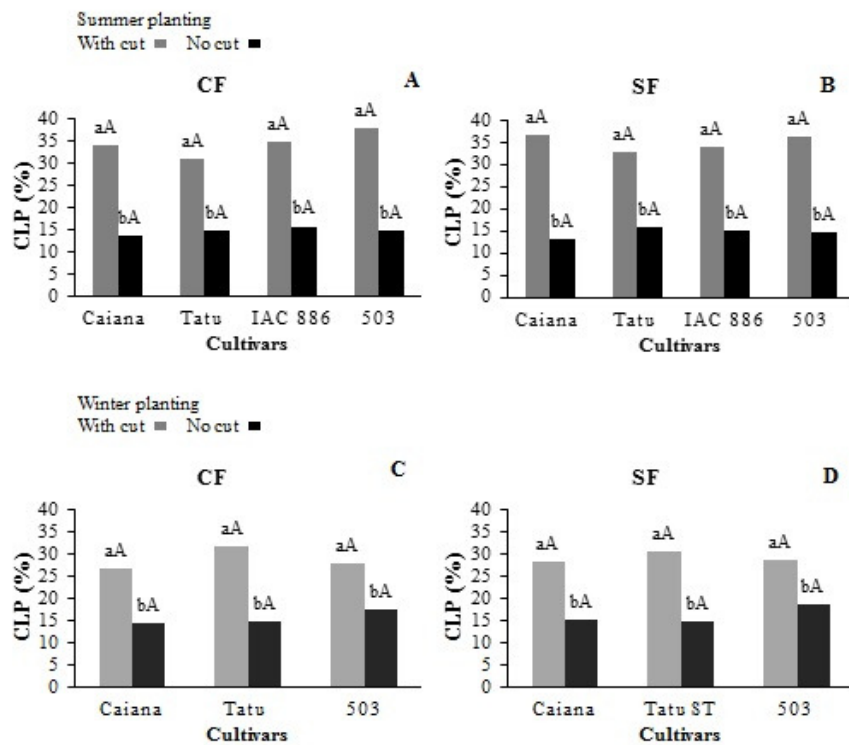 Summer planting
With cut No cut
CF A
CLP (%)
40
35
30
25
20
15
10
5
0
aA aA aA aA
bA bA bA bA
Caiana Tatu IAC 886 503
Cultivars
SF B
CLP (%)
40
35
30
25
20
15
10
5
0
aA aA aA aA
bA bA bA bA
Caiana Tatu IAC 886 503
Cultivars
Winter planting
With cut No cut
CF C
CLP (%)
40
35
30
25
20
15
10
5
0
aA aA aA
bA bA bA
Caiana Tatu 503
Cultivars
SF D
CLP (%)
40
35
30
25
20
15
10
5
0
aA aA aA
bA bA bA
Caiana Tatu ST 503
Cultivars